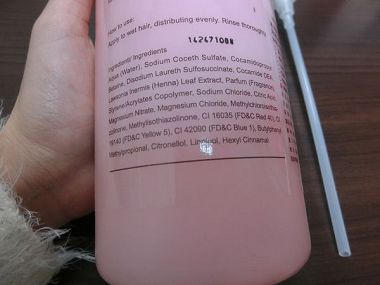 How to use:
Apply to wet hair, distributing evenly. Rinse thoroughly
142471088
Ingredients/ Ingredients
Aqua (Water), Sodium Coceth Sulfate, Cocamidopropyl
Betaine, Disodium Laureth Sulfosuccinate, Cocamide DEA,
Lawsonia Inermis (Henna) Leaf Extract, Parfum (Fragrance),
Styrene/Acrylates Copolymer, Sodium Chloride, Citric Acid,
Magnesium Nitrate, Magnesium Chloride, Methylchloroisothia-
zolinone, Methylisothiazolinone, CI 16035 (FD&C Red 40), CI
19140 (FD&C Yellow 5), CI 42090 (FD&C Blue 1), Butylphenyl
Methylpropional, Citronellol, Linalool, Hexyl Cinnamal